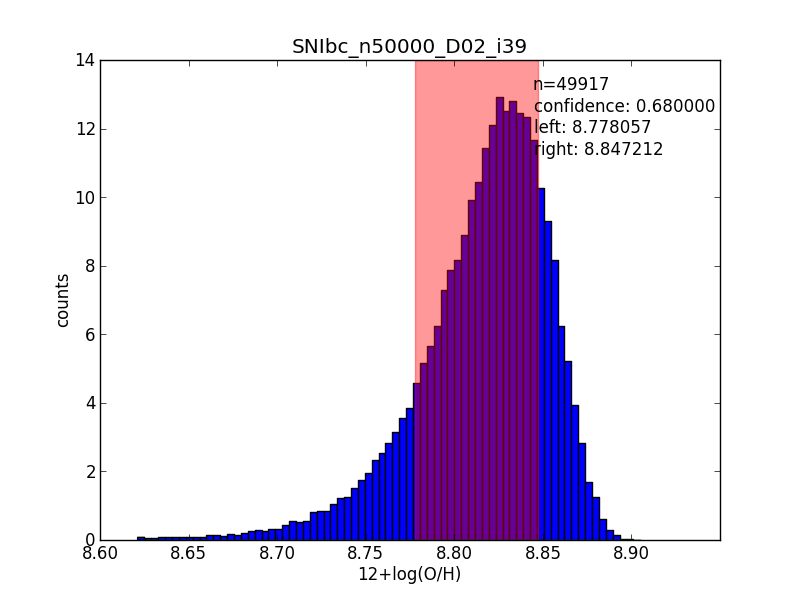 SNIbc_n50000_D02_i39
14
12
10
8
6
4
2
0
counts
n=49917
confidence: 0.680000
left: 8.778057
right: 8.847212
8.60 8.65 8.70 8.75 8.80 8.85 8.90
12+log(O/H)